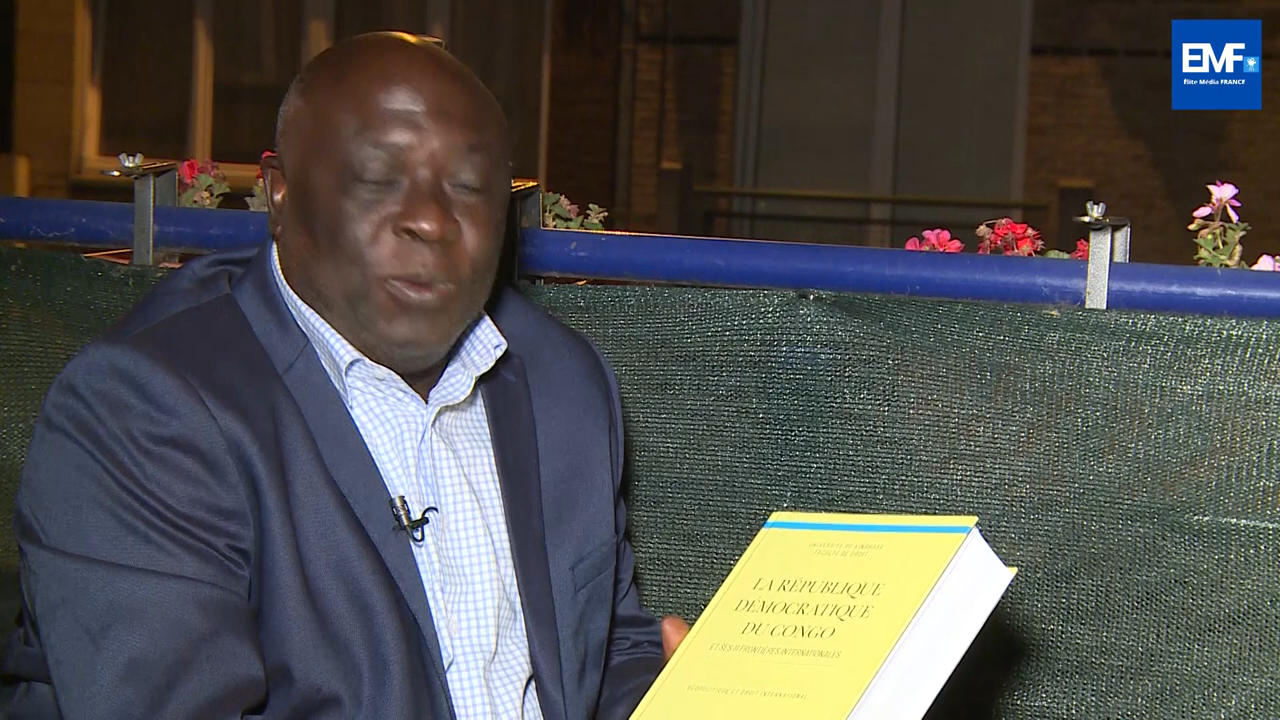 EMF
Élite Média FRANCE
UNIVERSITÉ DE KINSHASA
FACULTÉ DE DROIT
LA RÉPUBLIQUE
DÉMOCRATIQUE
DU CONGO
ET SES 11 FRONTIÈRES INTERNATIONALES
GÉOPOLITIQUE ET DROIT INTERNATIONAL